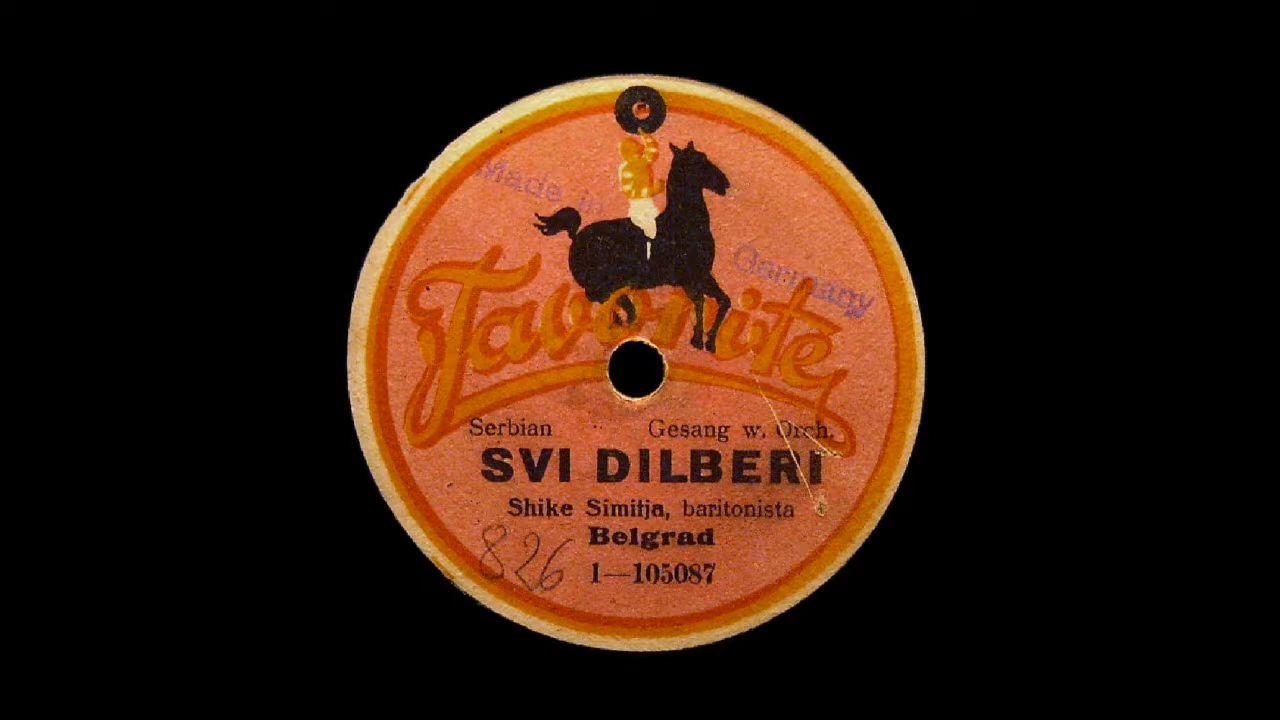 Made in Germany
Favorite
Serbian Gesang w. Orch.
SVI DILBERI
Shike Simitja, baritonista
Belgrad
826
1—105087